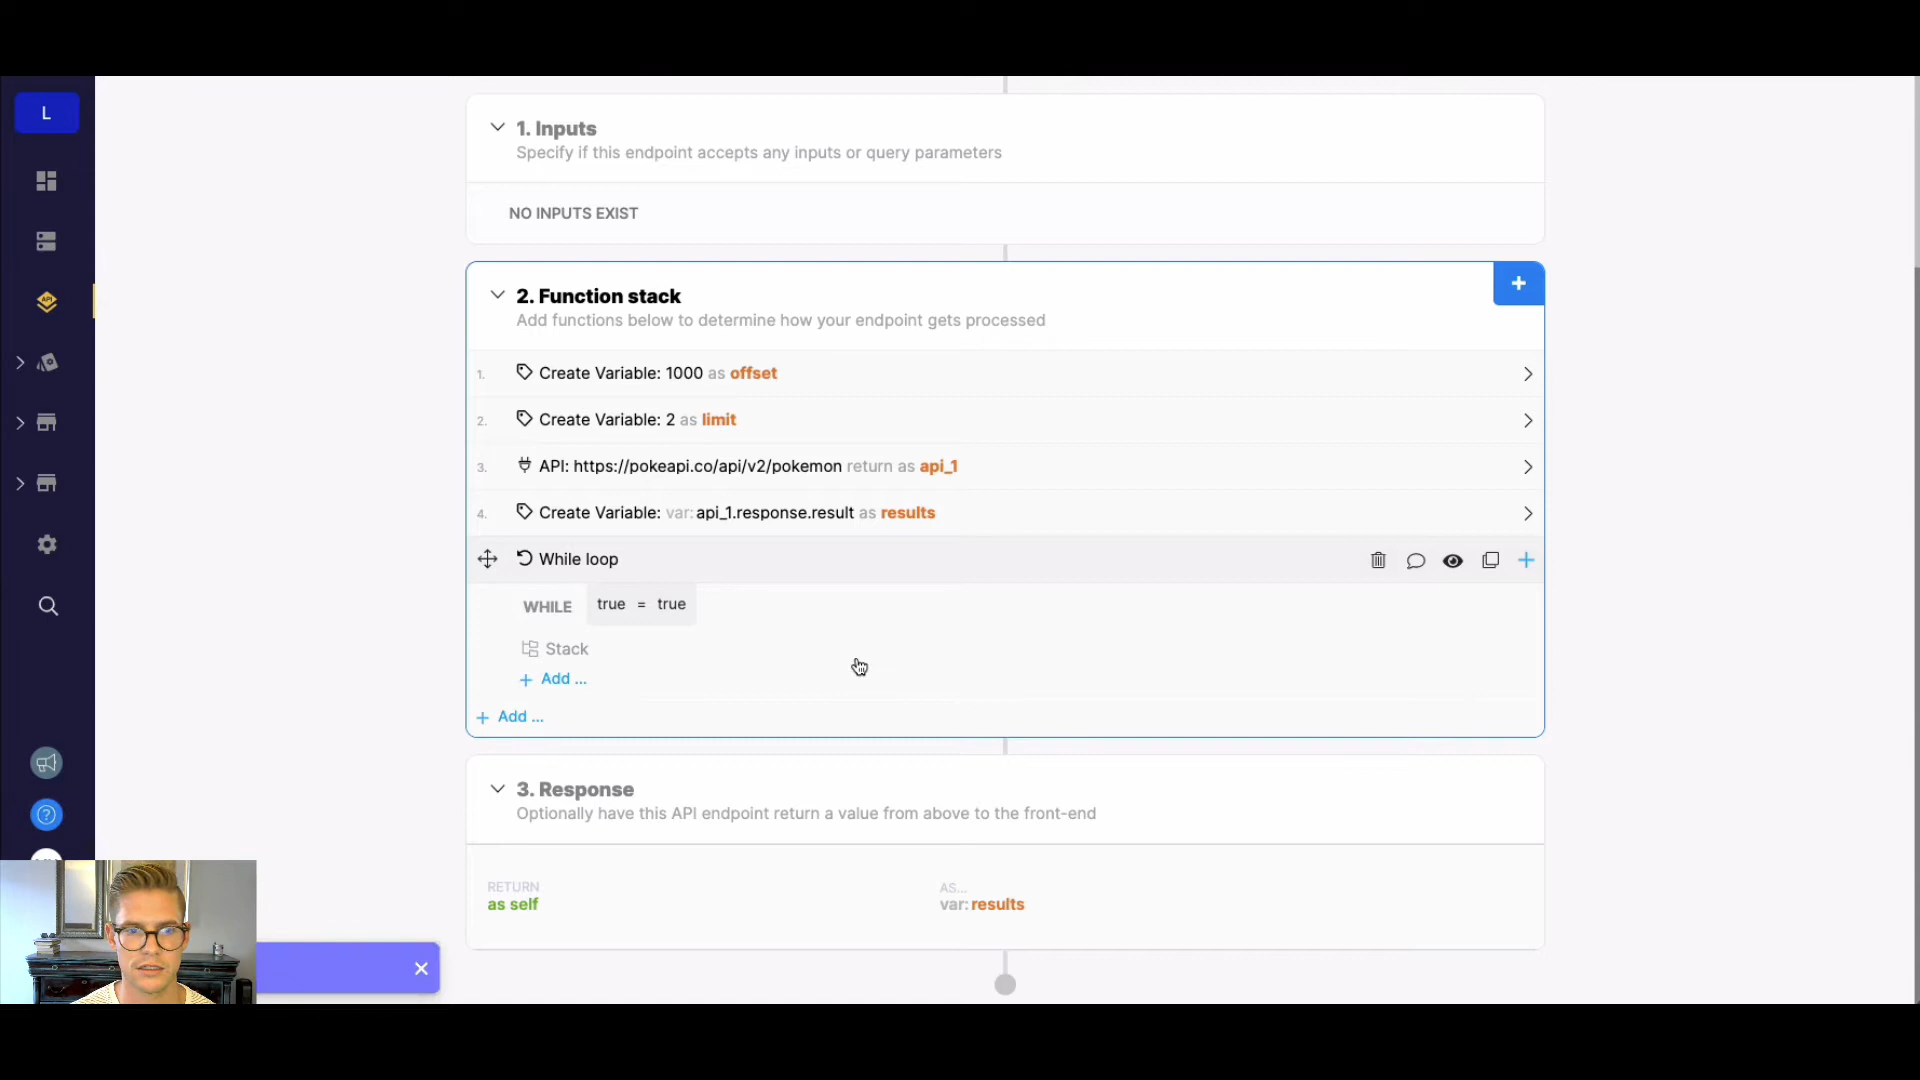 L
1. Inputs
Specify if this endpoint accepts any inputs or query parameters
NO INPUTS EXIST
2. Function stack
Add functions below to determine how your endpoint gets processed
1. Create Variable: 1000 as offset
2. Create Variable: 2 as limit
3. API: https://pokeapi.co/api/v2/pokemon return as api_1
4. Create Variable: var: api_1.response.result as results
While loop
WHILE true = true
Stack
+ Add ...
+ Add ...
3. Response
Optionally have this API endpoint return a value from above to the front-end
RETURN
as self
AS...
var: results
API